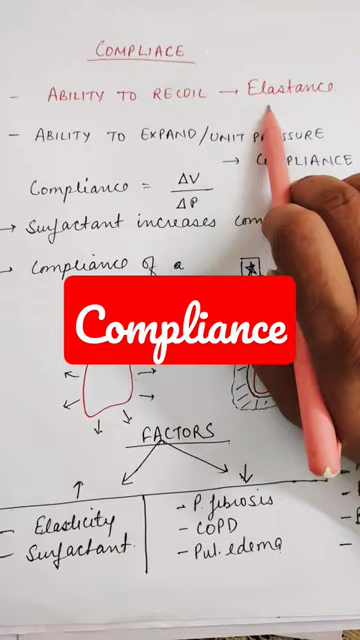 COMPLIACE
- ABILITY TO RECOIL → Elastance
- ABILITY TO EXPAND/UNIT PRESSURE
→ COMPLIANCE
Compliance = ΔV
ΔP
→ Surfactant increases com
Compliance of a
Compliance
FACTORS
↑ ↓
- Elasticity - P. fibrosis
- Surfactant - COPD
- Pul. edema